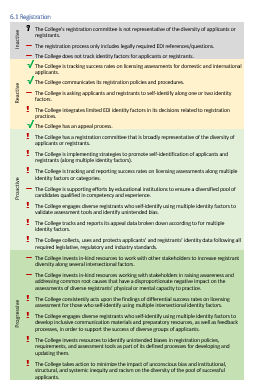 6.1 Registration
Inactive
? The College's registration committee is not representative of the diversity of applicants or
registrants.
— The registration process only includes legally required EDI references/questions.
— The College does not track identity factors for applicants or registrants.
Reactive
✓ The College is tracking success rates on licensing assessments for domestic and international
applicants.
✓ The College communicates its registration policies and procedures.
— The College is asking applicants and registrants to self-identify along one or two identity
factors.
! The College integrates limited EDI factors in its decisions related to registration
practices.
✓ The College has an appeal process.
Proactive
! The College has a registration committee that is broadly representative of the diversity of
applicants or registrants.
! The College is implementing strategies to promote self-identification of applicants and
registrants (along multiple identity factors).
! The College is tracking and reporting success rates on licensing assessments along multiple
identity factors or categories.
— The College is supporting efforts by educational institutions to ensure a diversified pool of
candidates qualified in competency and experience.
! The College engages diverse registrants who self-identify using multiple identity factors to
validate assessment tools and identify unintended bias.
! The College tracks and reports its appeal data broken down according to for multiple
identity factors.
! The College collects, uses and protects applicants' and registrants' identity data following all
required legislative, regulatory and industry standards.
Progressive
— The College invests in-kind resources to work with other stakeholders to increase registrant
diversity along several intersectional factors.
— The College invests in-kind resources working with stakeholders in raising awareness and
addressing common root causes that have a disproportionate negative impact on the
assessments of diverse registrants' physical or mental capacity to practice.
! The College consistently acts upon the findings of differential success rates on licensing
assessment for those who self-identify using multiple intersectional identity factors.
! The College engages diverse registrants who self-identify using multiple identity factors to
develop inclusive communication materials and preparatory resources, as well as feedback
processes, in order to support the success of diverse groups of applicants.
! The College invests resources to identify unintended biases in registration policies,
requirements, and assessment tools as part of its defined processes for developing and
updating them.
! The College takes action to minimize the impact of unconscious bias and institutional,
structural, and systemic inequity and racism on the diversity of the pool of successful
applicants.